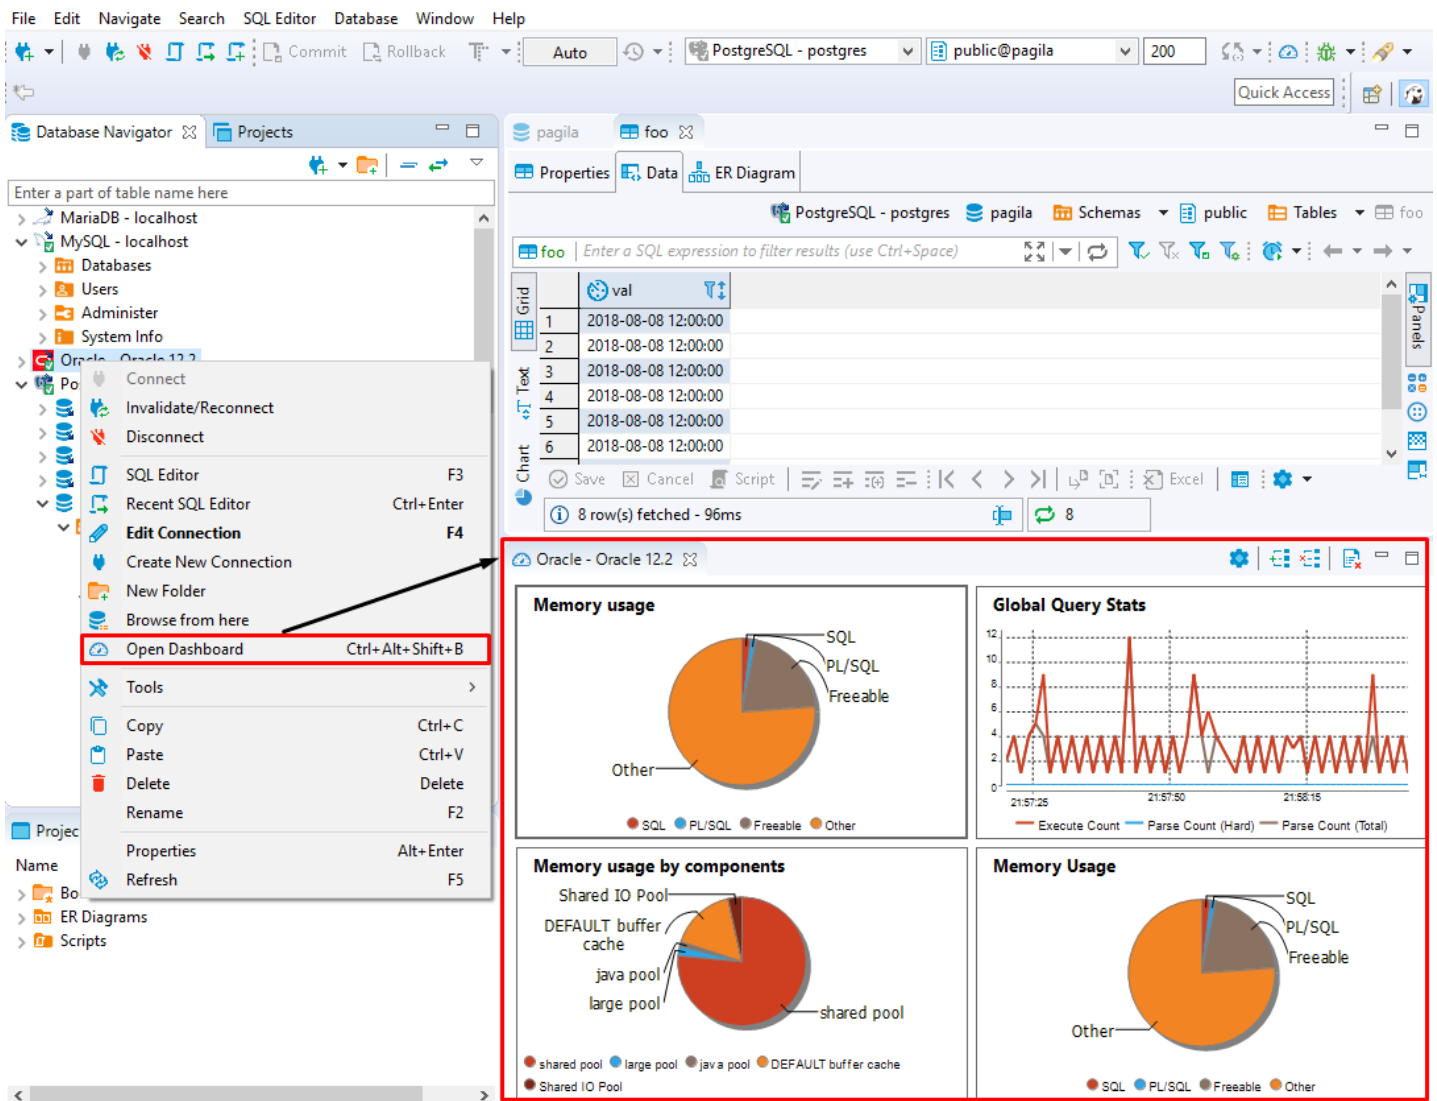 File Edit Navigate Search SQL Editor Database Window Help
Commit Rollback Auto PostgreSQL - postgres public@pagila 200
Quick Access
Database Navigator Projects
Enter a part of table name here
MariaDB - localhost
MySQL - localhost
Databases
Users
Administer
System Info
Oracle - Oracle 12.2
Po
Connect
Invalidate/Reconnect
Disconnect
SQL Editor F3
Recent SQL Editor Ctrl+Enter
Edit Connection F4
Create New Connection
New Folder
Browse from here
Open Dashboard Ctrl+Alt+Shift+B
Tools
Copy Ctrl+C
Paste Ctrl+V
Delete Delete
Rename F2
Properties Alt+Enter
Refresh F5
Projec
Name
Bo
ER Diagrams
Scripts
pagila foo
Properties Data ER Diagram
PostgreSQL - postgres pagila Schemas public Tables foo
foo Enter a SQL expression to filter results (use Ctrl+Space)
Grid
Text
Chart
Panels
val
1 2018-08-08 12:00:00
2 2018-08-08 12:00:00
3 2018-08-08 12:00:00
4 2018-08-08 12:00:00
5 2018-08-08 12:00:00
6 2018-08-08 12:00:00
Save Cancel Script Excel
8 row(s) fetched - 96ms 8
Oracle - Oracle 12.2
Memory usage
SQL
PL/SQL
Freeable
Other
SQL PL/SQL Freeable Other
Global Query Stats
12
10
8
6
4
2
0
21:57:25 21:57:50 21:58:15
Execute Count Parse Count (Hard) Parse Count (Total)
Memory usage by components
Shared IO Pool
DEFAULT buffer
cache
java pool
large pool
shared pool
shared pool large pool java pool DEFAULT buffer cache
Shared IO Pool
Memory Usage
SQL
PL/SQL
Freeable
Other
SQL PL/SQL Freeable Other